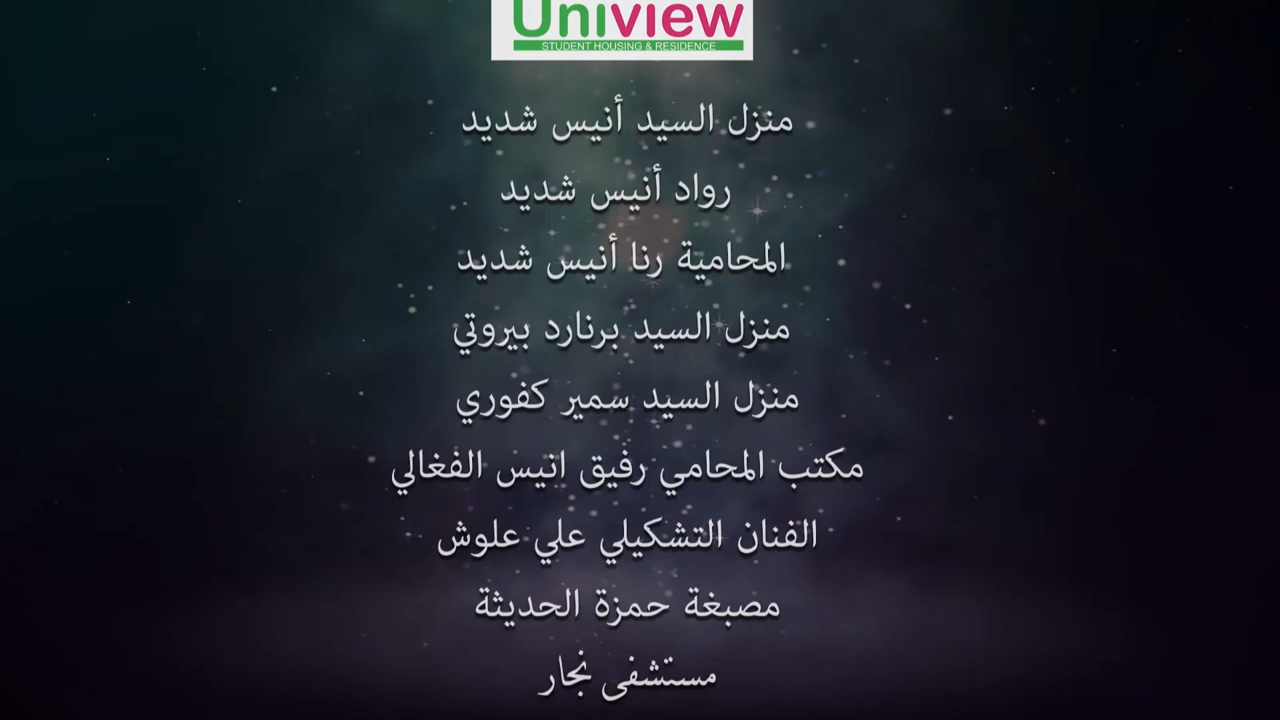 Uniview
STUDENT HOUSING & RESIDENCE
منزل السيد أنيس شديد
رواد أنيس شديد
المحامية رنا أنيس شديد
منزل السيد برنارد بيروتي
منزل السيد سمير كفوري
مكتب المحامي رفيق انيس الفغالي
الفنان التشكيلي علي علوش
مصبغة حمزة الحديثة
مستشفى نجار